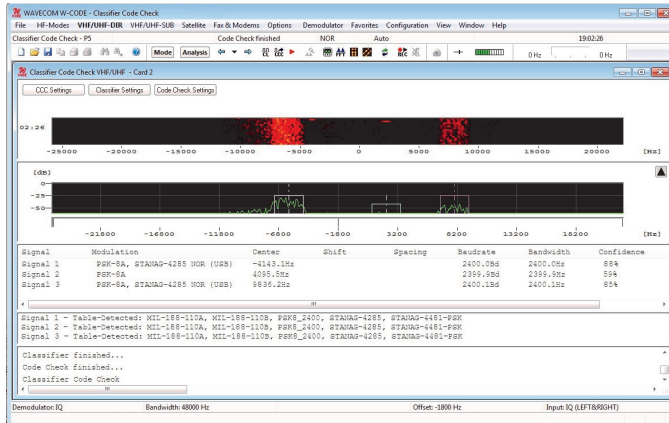 WAVECOM W-CODE - Classifier Code Check
File HF-Modes VHF/UHF-DIR VHF/UHF-SUB Satellite Fax & Modems Options Demodulator Favorites Configuration View Window Help
Classifier Code Check - P5 Code Check finished NOR Auto 19:02:26
Mode Analysis 0 Hz 0 Hz
Classifier Code Check VHF/UHF - Card 2
CCC Settings Classifier Settings Code Check Settings
02:26
-25000 -20000 -15000 -10000 -5000 0 5000 10000 15000 20000 [Hz]
[dB]
0
-25
-50
-21800 -16800 -11800 -6800 -1800 3200 8200 13200 18200 [Hz]
Signal Modulation Center Shift Spacing Baudrate Bandwidth Confidence
Signal 1 PSK-8A, STANAG-4285 NOR (USB) -4143.1Hz 2400.0Bd 2400.0Hz 88%
Signal 2 PSK-8A 4095.5Hz 2399.9Bd 2399.9Hz 59%
Signal 3 PSK-8A, STANAG-4285 NOR (USB) 9836.2Hz 2400.1Bd 2400.1Hz 85%
Signal 1 - Table-Detected: MIL-188-110A, MIL-188-110B, PSK8_2400, STANAG-4285, STANAG-4481-PSK
Signal 2 - Table-Detected: MIL-188-110A, MIL-188-110B, PSK8_2400, STANAG-4285, STANAG-4481-PSK
Signal 3 - Table-Detected: MIL-188-110A, MIL-188-110B, PSK8_2400, STANAG-4285, STANAG-4481-PSK
Classifier finished...
Code Check finished...
Classifier Code Check
Demodulator: IQ Bandwidth: 48000 Hz Offset: -1800 Hz Input: IQ (LEFT&RIGHT)